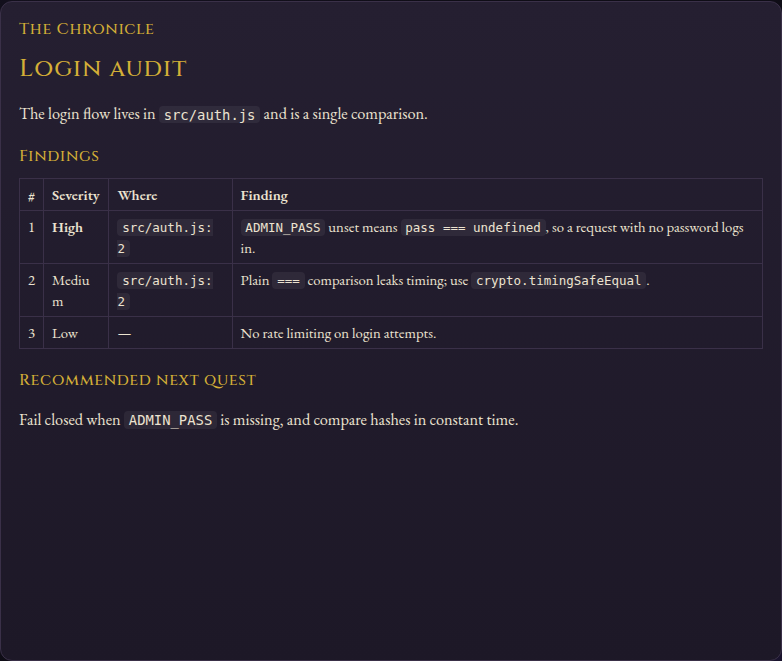 The Chronicle
Login audit
The login flow lives in src/auth.js and is a single comparison.
Findings
# Severity Where Finding
1 High src/auth.js: ADMIN_PASS unset means pass === undefined, so a request with no password logs
2 in.
2 Mediu src/auth.js: Plain === comparison leaks timing; use crypto.timingSafeEqual.
m 2
3 Low — No rate limiting on login attempts.
Recommended next quest
Fail closed when ADMIN_PASS is missing, and compare hashes in constant time.